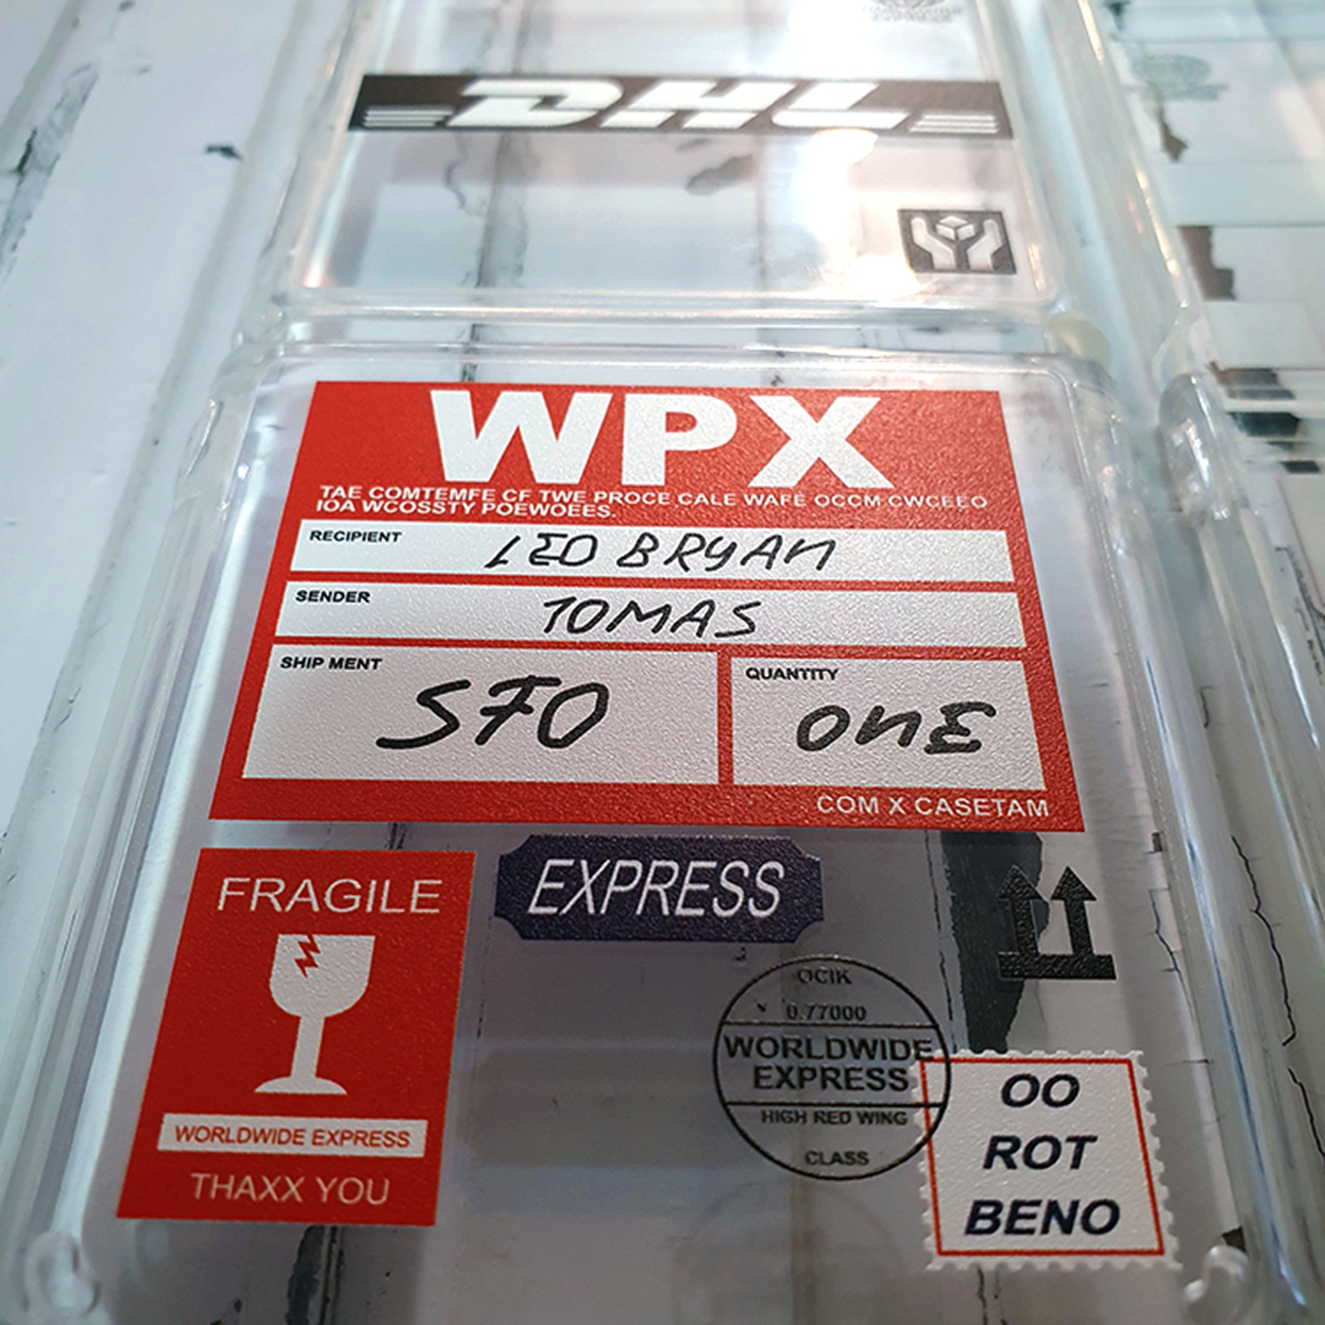 DHL
WPX
TAE COMTEMFE CF TWE PROCE CALE WAFE OCCM CWCEEO
IOA WCOSSTY POEWOEES.
RECIPIENT LEO BRYAN
SENDER TOMAS
SHIP MENT SFO
QUANTITY ONE
COM X CASETAM
FRAGILE
WORLDWIDE EXPRESS
THAXX YOU
EXPRESS
OCIK
0.77000
WORLDWIDE
EXPRESS
HIGH RED WING
CLASS
OO
ROT
BENO